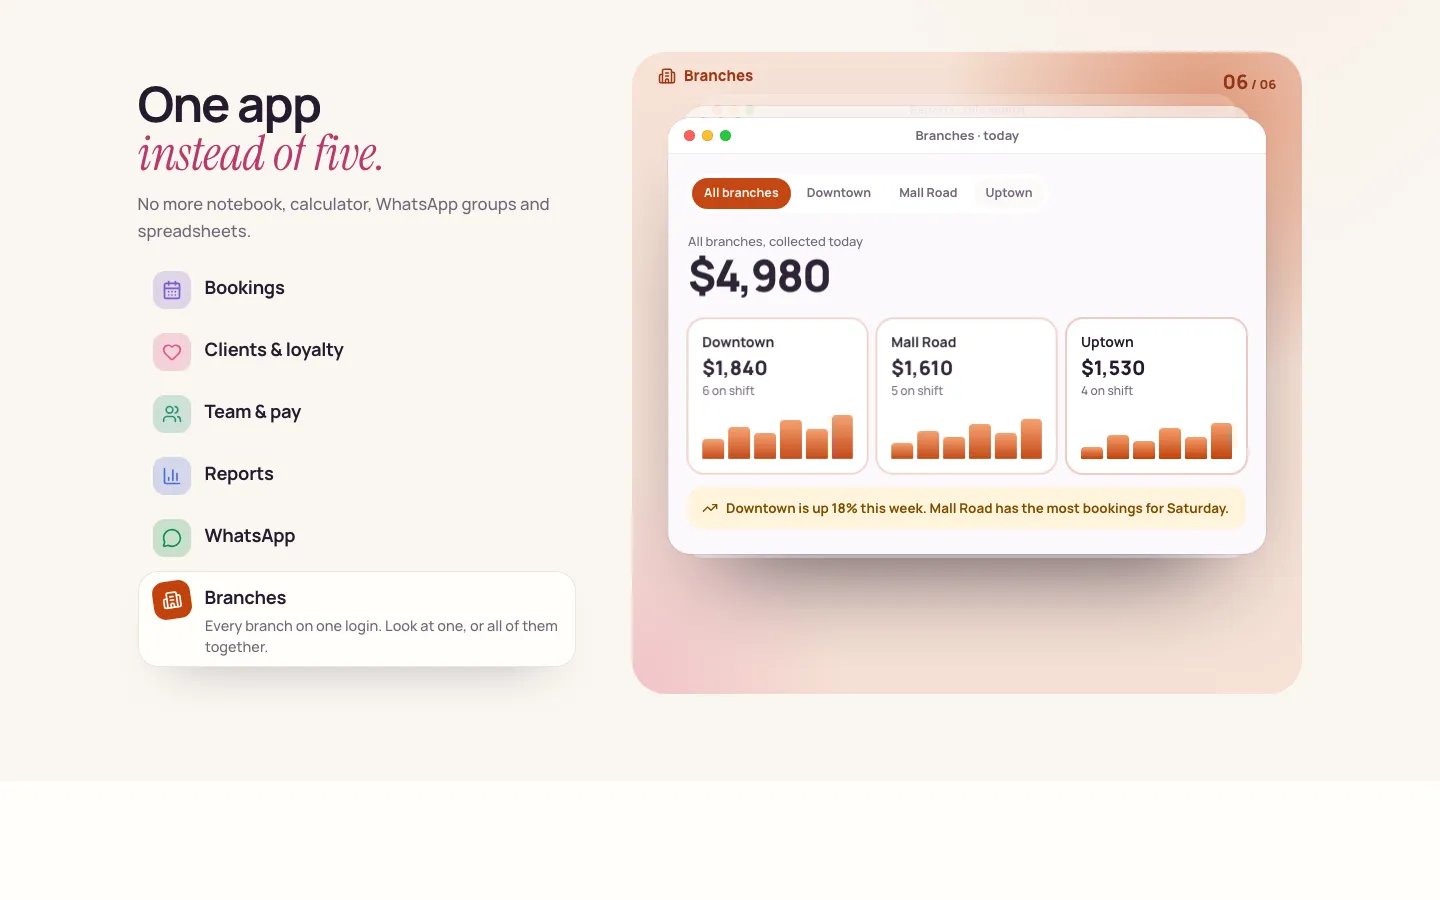 One app
instead of five.
No more notebook, calculator, WhatsApp groups and
spreadsheets.
Bookings
Clients & loyalty
Team & pay
Reports
WhatsApp
Branches
Every branch on one login. Look at one, or all of them
together.
Branches
06 / 06
Branches · today
All branches
Downtown
Mall Road
Uptown
All branches, collected today
$4,980
Downtown
$1,840
6 on shift
Mall Road
$1,610
5 on shift
Uptown
$1,530
4 on shift
Downtown is up 18% this week. Mall Road has the most bookings for Saturday.